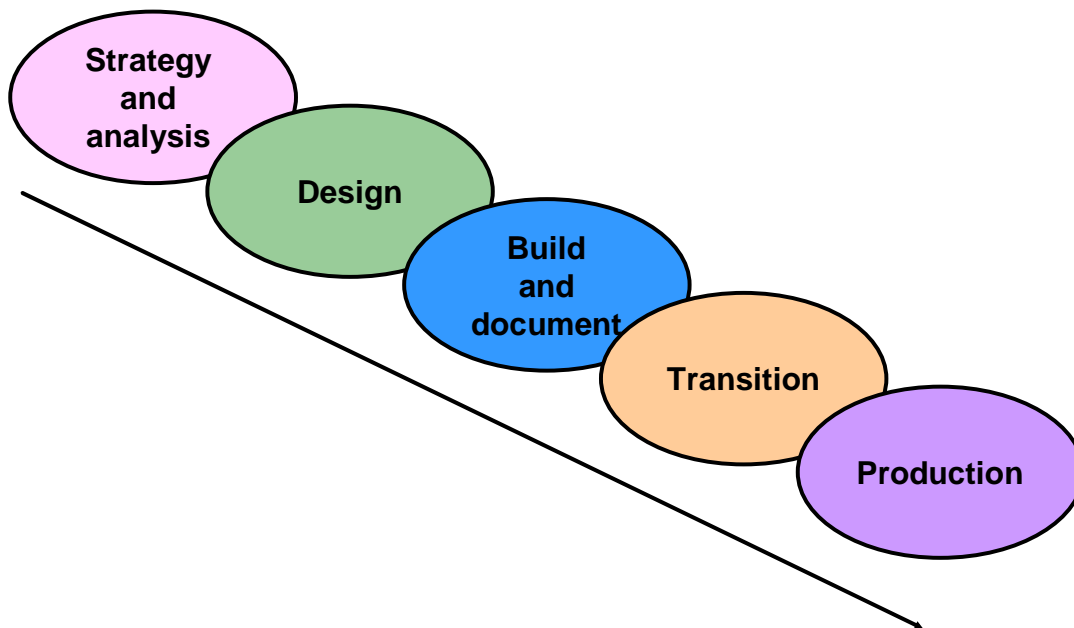 Strategy
and
analysis
Design
Build
and
document
Transition
Production